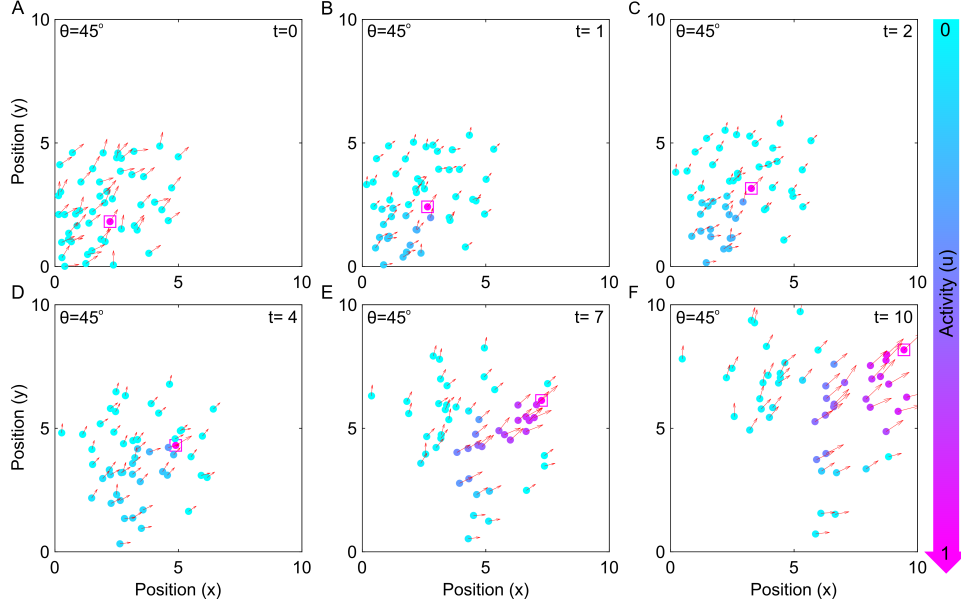 A
B
C
10
θ=45°
t=0
5
0
0
5
10
Position (y)
θ=45°
t= 1
10
5
0
0
5
10
θ=45°
t= 2
10
5
0
0
5
10
0
Activity (u)
1
D
E
F
10
θ=45°
t= 4
5
0
0
5
10
Position (y)
Position (x)
10
θ=45°
t= 7
5
0
0
5
10
Position (x)
10
θ=45°
t= 10
5
0
0
5
10
Position (x)